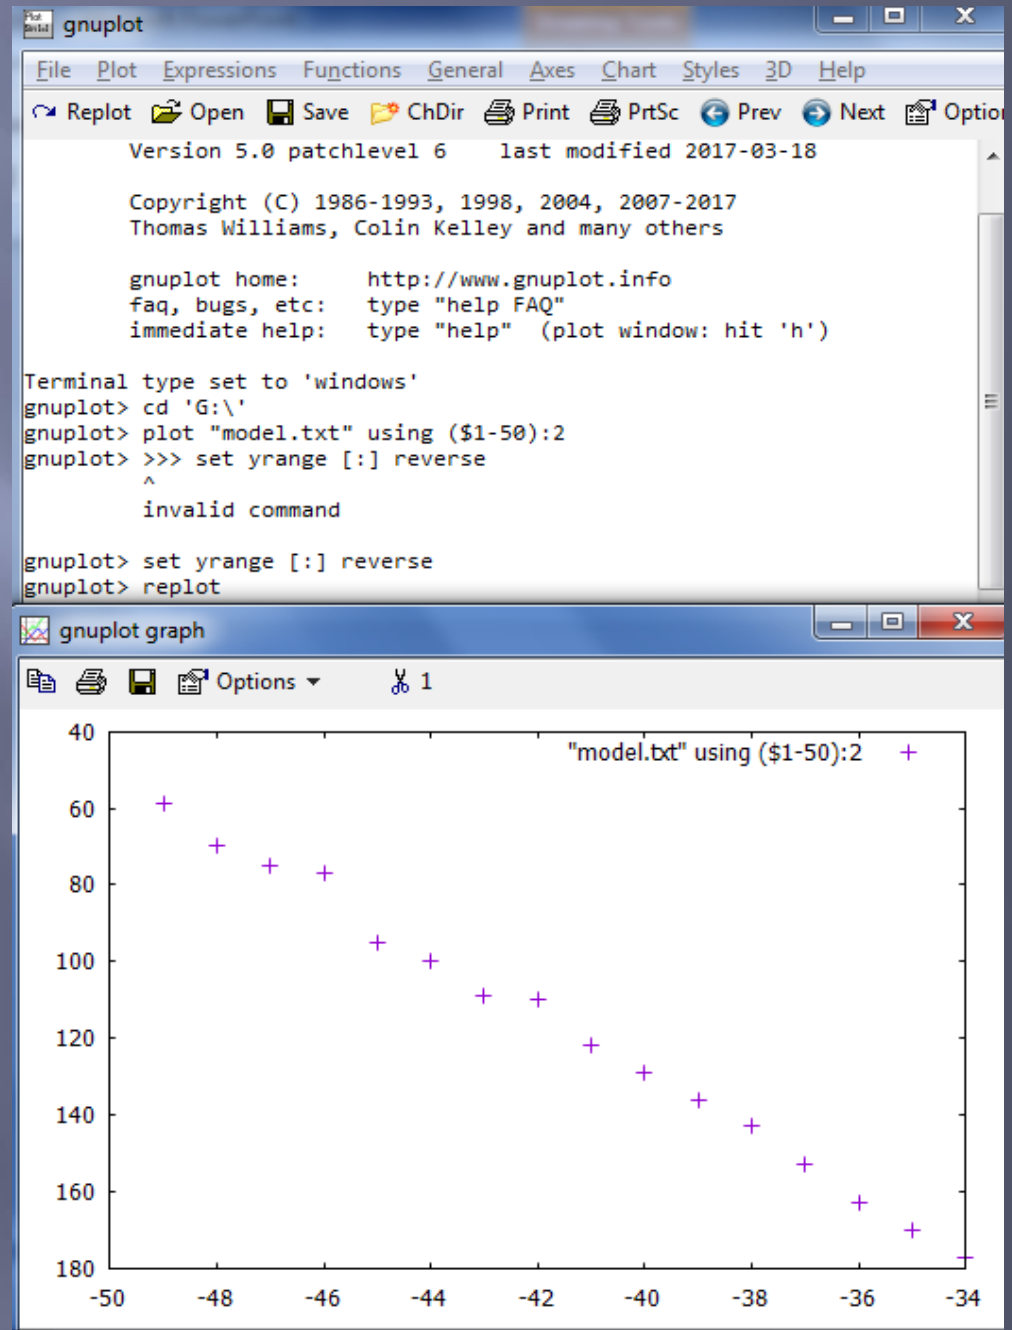 gnuplot
File Plot Expressions Functions General Axes Chart Styles 3D Help
Replot Open Save ChDir Print PrtSc Prev Next Optio
Version 5.0 patchlevel 6    last modified 2017-03-18
Copyright (C) 1986-1993, 1998, 2004, 2007-2017
Thomas Williams, Colin Kelley and many others
gnuplot home:     http://www.gnuplot.info
faq, bugs, etc:   type "help FAQ"
immediate help:   type "help"  (plot window: hit 'h')
Terminal type set to 'windows'
gnuplot> cd 'G:\'
gnuplot> plot "model.txt" using ($1-50):2
gnuplot> >>> set yrange [:] reverse
^
invalid command
gnuplot> set yrange [:] reverse
gnuplot> replot
gnuplot graph
Options 1
"model.txt" using ($1-50):2
40
60
80
100
120
140
160
180
-50 -48 -46 -44 -42 -40 -38 -36 -34